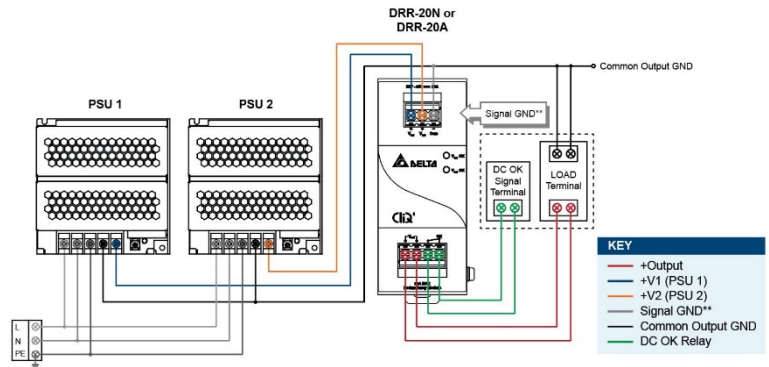 DRR-20N or
DRR-20A
Common Output GND
PSU 1
PSU 2
Signal GND**
DELTA
DC OK
Signal
Terminal
LOAD
Terminal
CliQ
KEY
+Output
+V1 (PSU 1)
+V2 (PSU 2)
Signal GND**
Common Output GND
DC OK Relay
L
N
PE